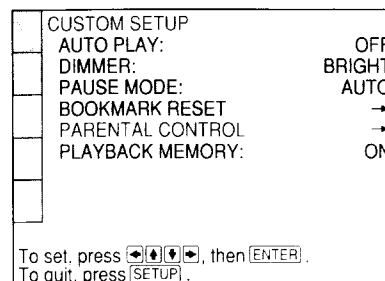 CUSTOM SETUP
AUTO PLAY: OFF
DIMMER: BRIGHT
PAUSE MODE: AUTO
BOOKMARK RESET →
PARENTAL CONTROL →
PLAYBACK MEMORY: ON
To set, press ←↑↓→, then ENTER.
To quit, press SETUP.